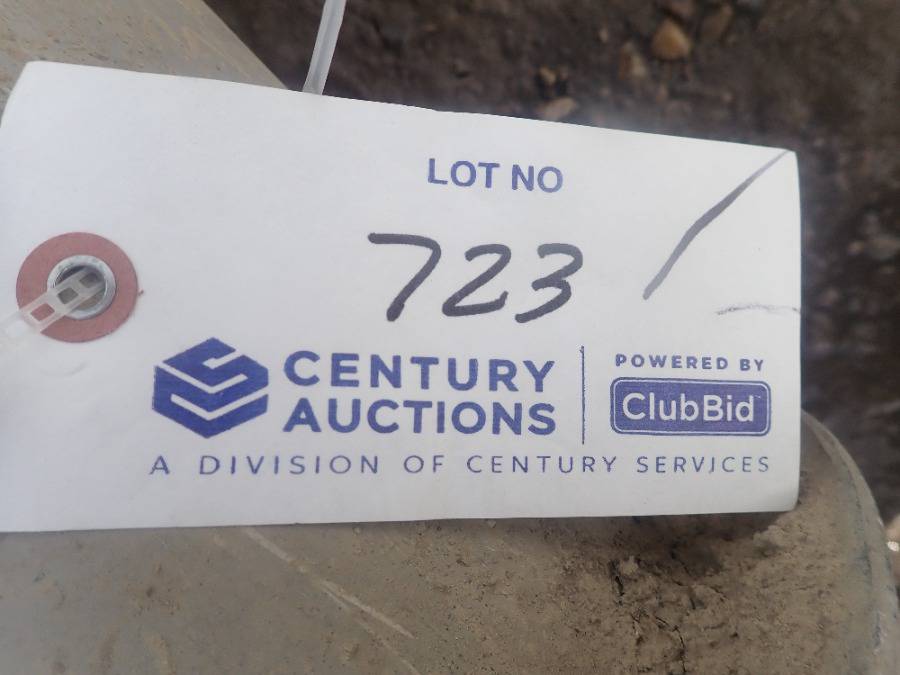 LOT NO
723
CENTURY
AUCTIONS
POWERED BY
ClubBid
A DIVISION OF CENTURY SERVICES